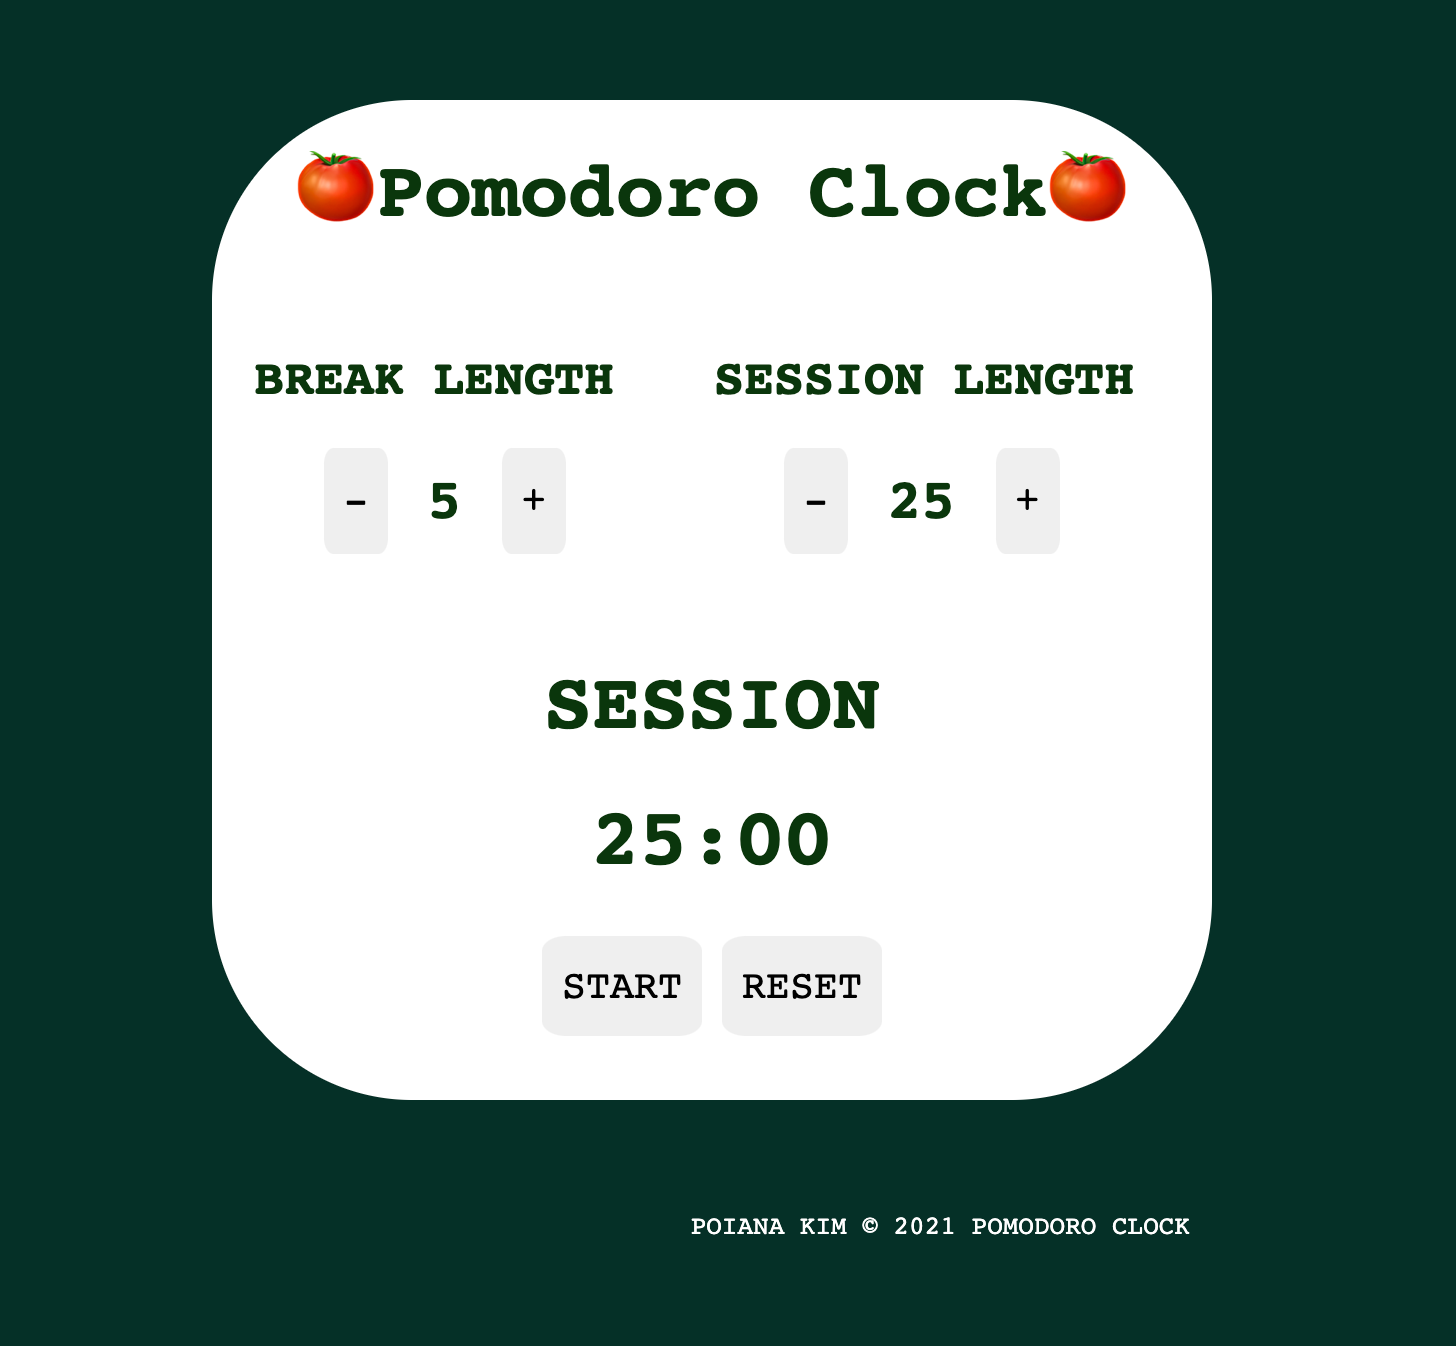 🍅Pomodoro Clock🍅
BREAK LENGTH SESSION LENGTH
- 5 + - 25 +
SESSION
25:00
START RESET
POIANA KIM © 2021 POMODORO CLOCK